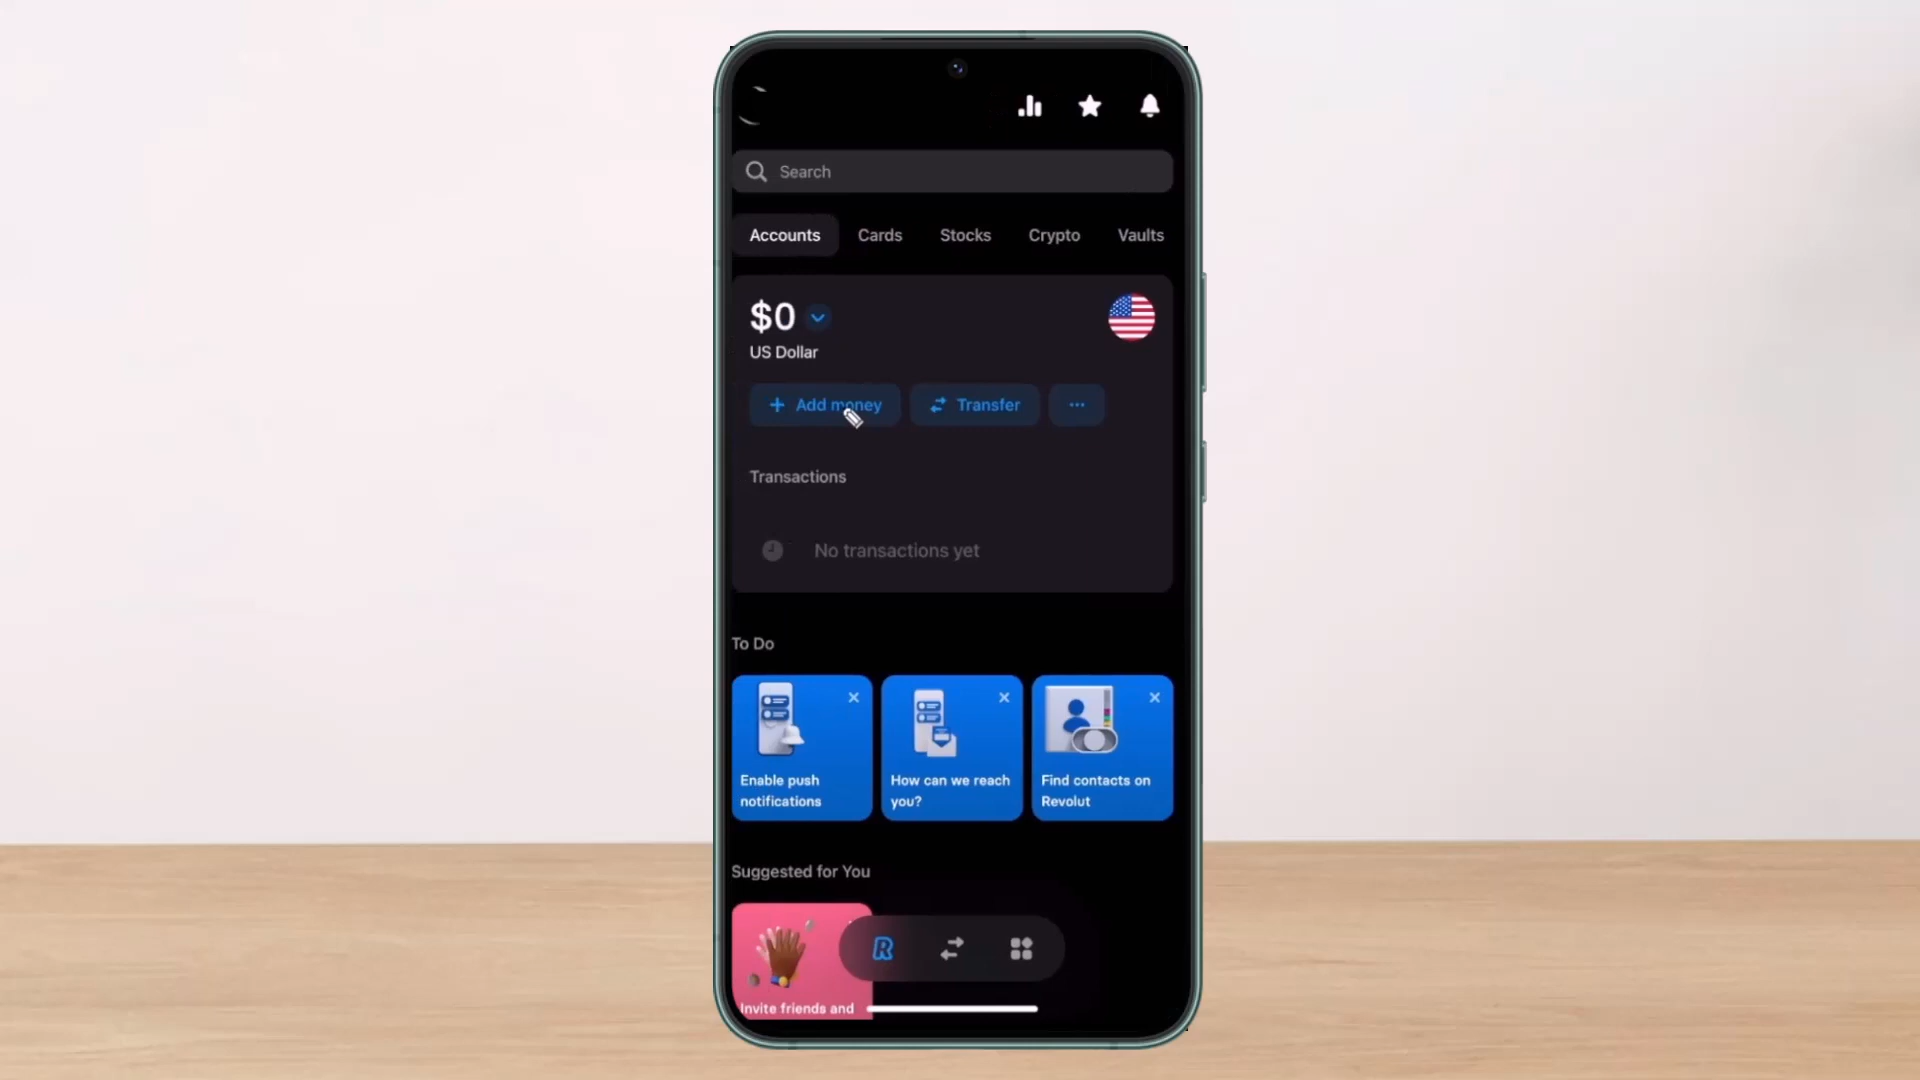 Search
Accounts Cards Stocks Crypto Vaults
$0
US Dollar
+ Add money Transfer ...
Transactions
No transactions yet
To Do
Enable push
notifications
How can we reach
you?
Find contacts on
Revolut
Suggested for You
Invite friends and
R